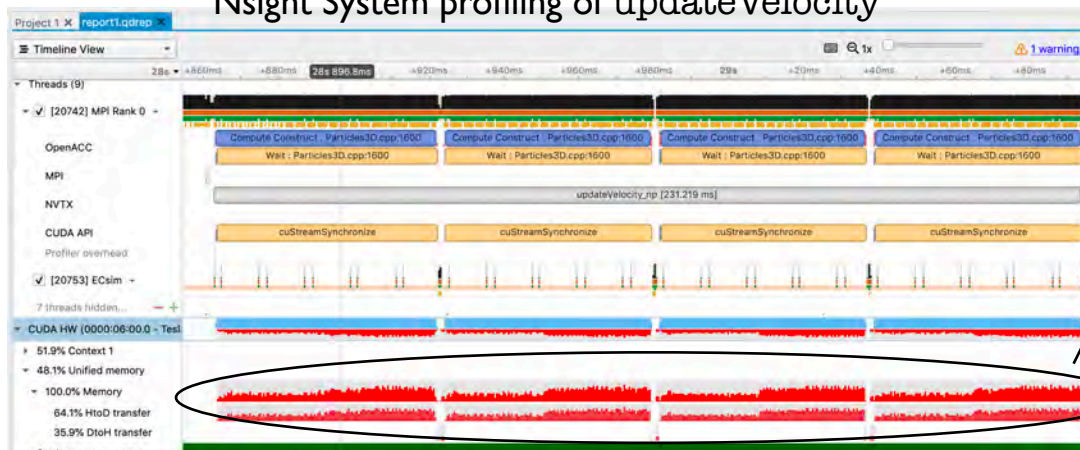 Nsight System profiling of updateVelocity
Project 1 × report1.qdrep ×
Timeline View
1x
1 warning
28s +860ms +880ms 28s 896.8ms +920ms +940ms +960ms +980ms 29s +20ms +40ms +60ms +80ms
Threads (9)
[20742] MPI Rank 0
OpenACC
Compute Construct : Particles3D.cpp:1600 Compute Construct : Particles3D.cpp:1600 Compute Construct : Particles3D.cpp:1600 Compute Construct : Particles3D.cpp:1600
Wait : Particles3D.cpp:1600 Wait : Particles3D.cpp:1600 Wait : Particles3D.cpp:1600 Wait : Particles3D.cpp:1600
MPI
NVTX
updateVelocity_np [231.219 ms]
CUDA API
cuStreamSynchronize cuStreamSynchronize cuStreamSynchronize cuStreamSynchronize
Profiler overhead
[20753] ECsim
7 threads hidden... − +
CUDA HW (0000:06:00.0 - Tesl
51.9% Context 1
48.1% Unified memory
100.0% Memory
64.1% HtoD transfer
35.9% DtoH transfer